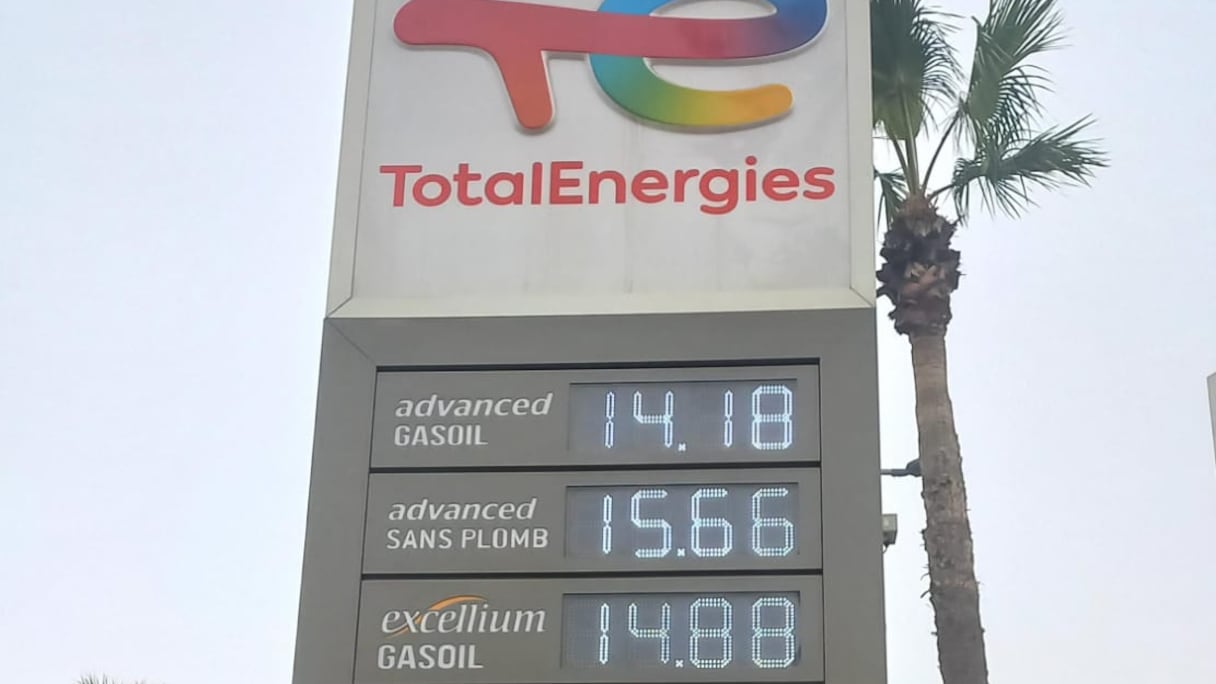 TotalEnergies
advanced
GASOIL
14.18
advanced
SANS PLOMB
15.66
excellium
GASOIL
14.88